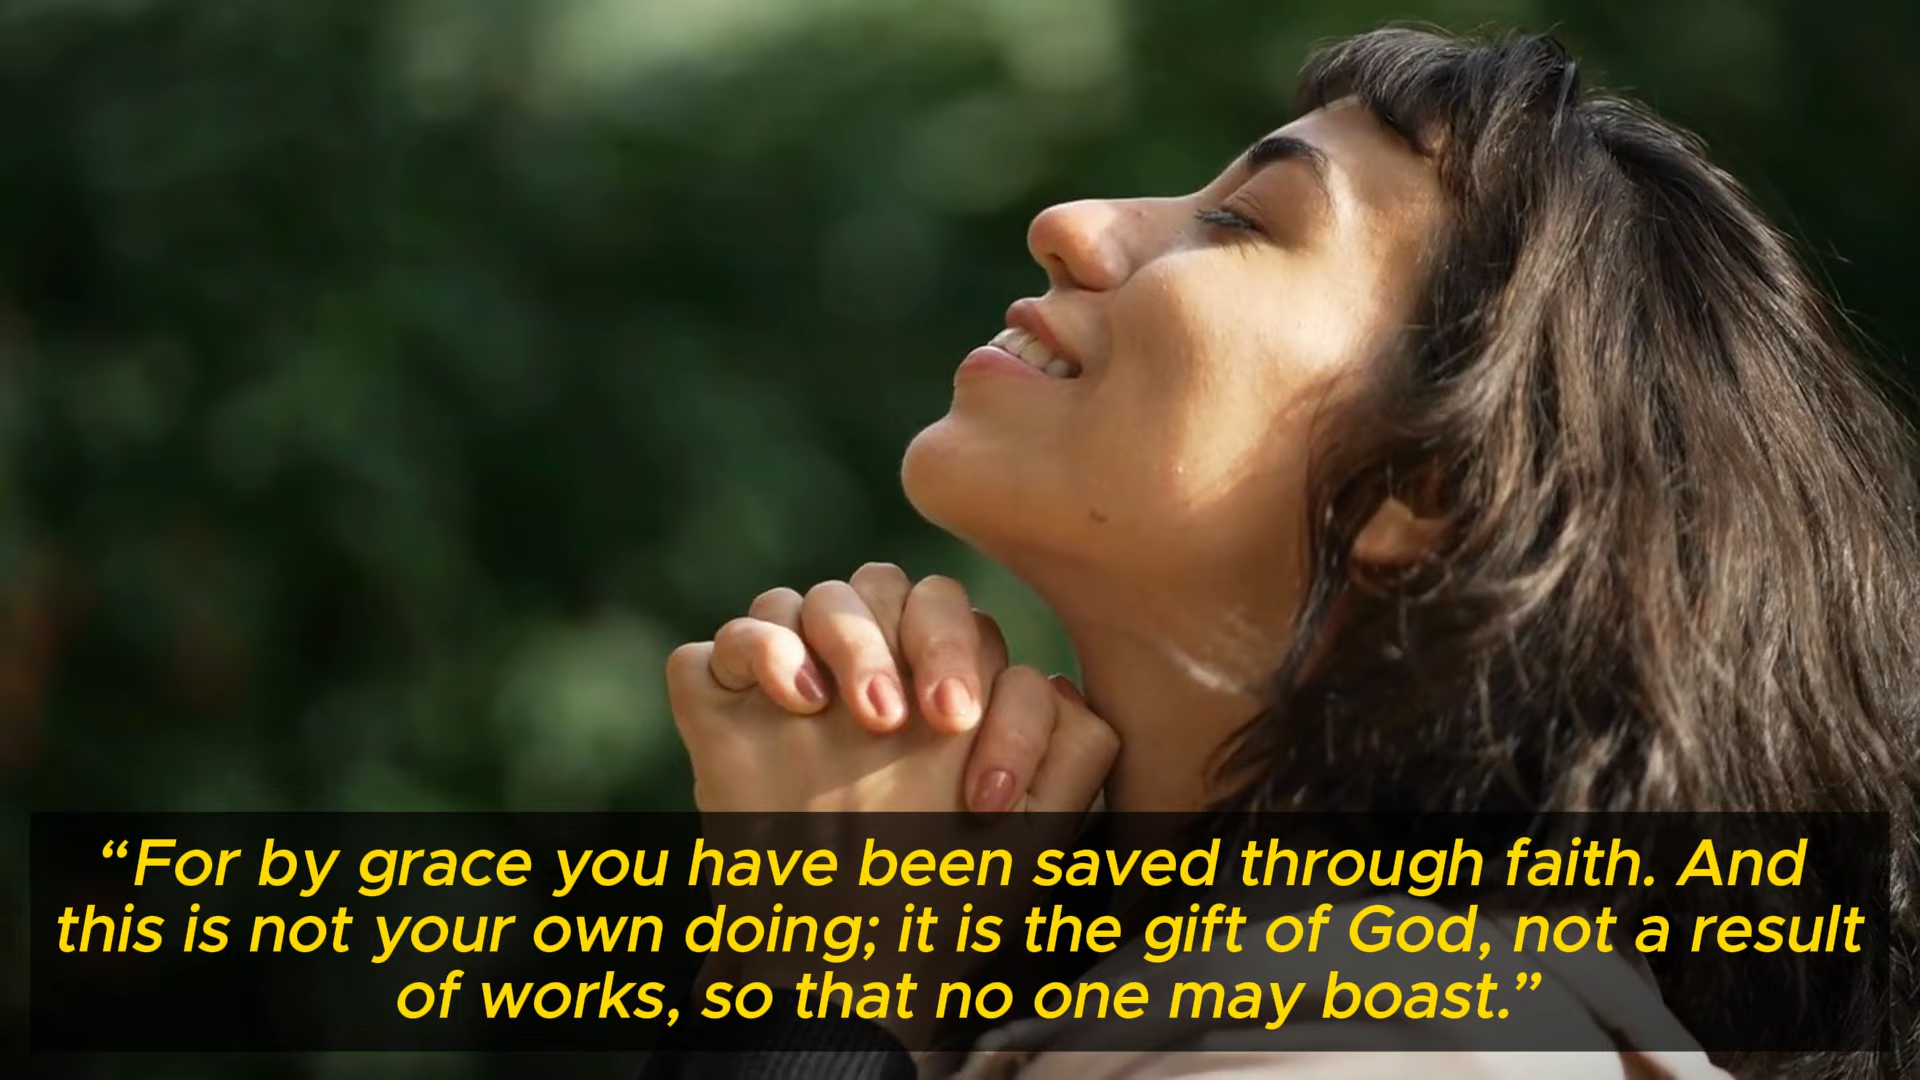 “For by grace you have been saved through faith. And
this is not your own doing; it is the gift of God, not a result
of works, so that no one may boast.”